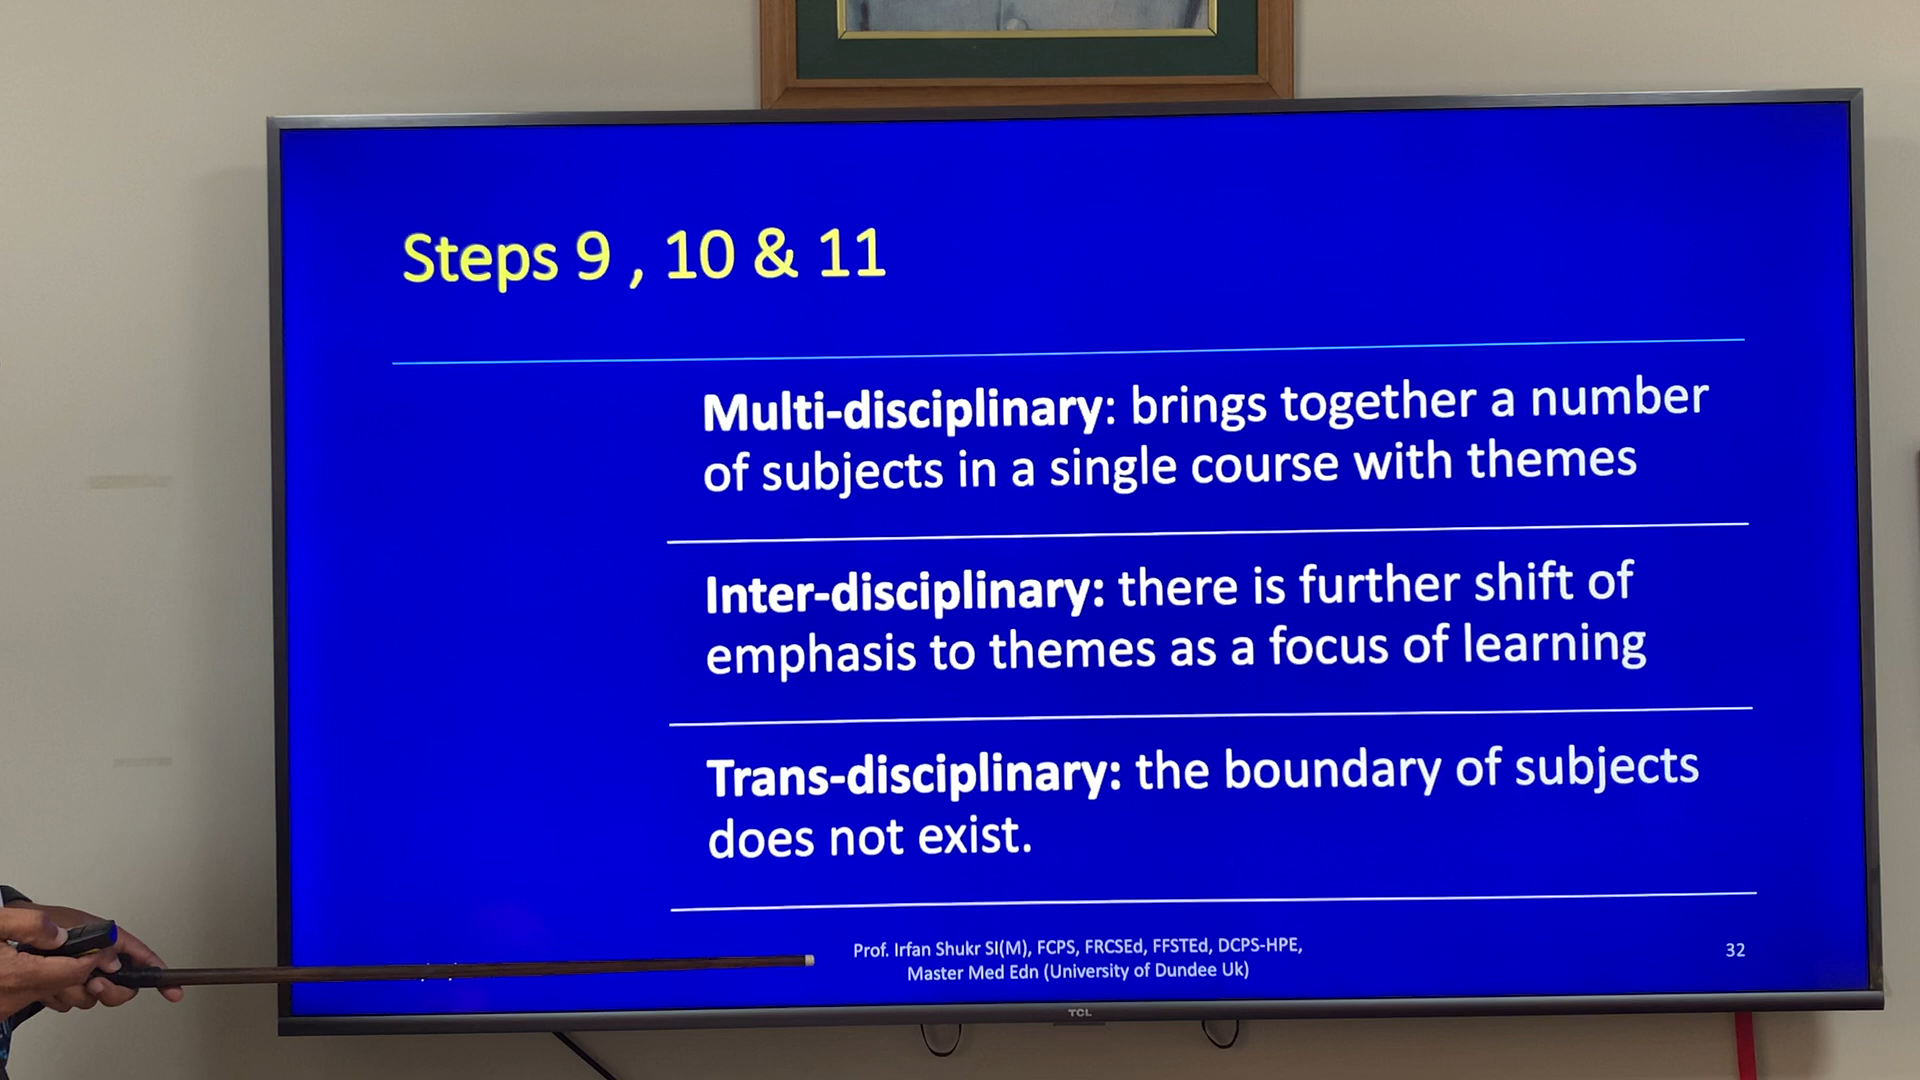 Steps 9 , 10 & 11
Multi-disciplinary: brings together a number
of subjects in a single course with themes
Inter-disciplinary: there is further shift of
emphasis to themes as a focus of learning
Trans-disciplinary: the boundary of subjects
does not exist.
Prof. Irfan Shukr SI(M), FCPS, FRCSEd, FFSTEd, DCPS-HPE,
Master Med Edn (University of Dundee Uk)
32
TCL